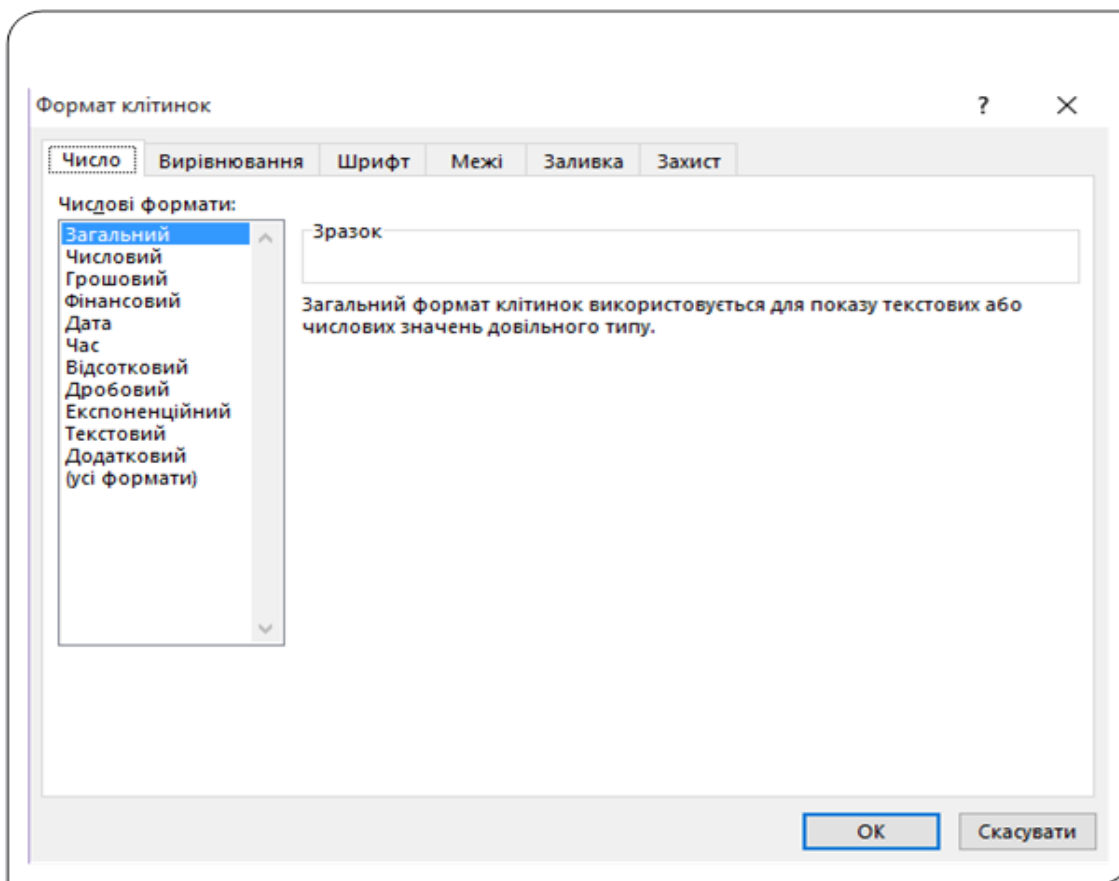 Формат клітинок ?
Число Вирівнювання Шрифт Межі Заливка Захист
Числові формати:
Загальний
Числовий
Грошовий
Фінансовий
Дата
Час
Відсотковий
Дробовий
Експоненційний
Текстовий
Додатковий
(усі формати)
Зразок
Загальний формат клітинок використовується для показу текстових або
числових значень довільного типу.
ОК Скасувати